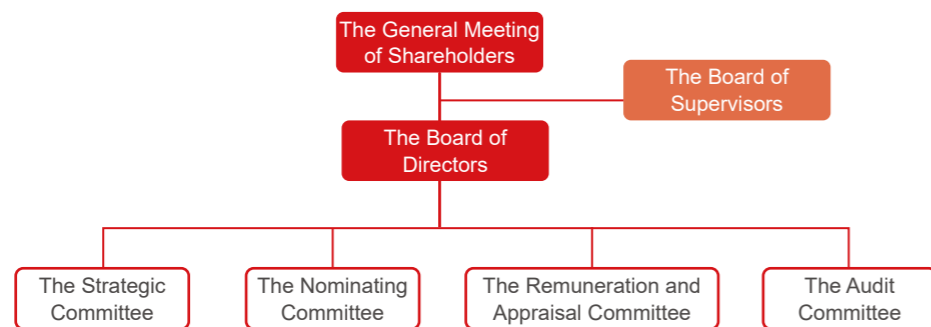 The General Meeting
of Shareholders
The Board of
Supervisors
The Board of
Directors
The Strategic
Committee
The Nominating
Committee
The Remuneration and
Appraisal Committee
The Audit
Committee